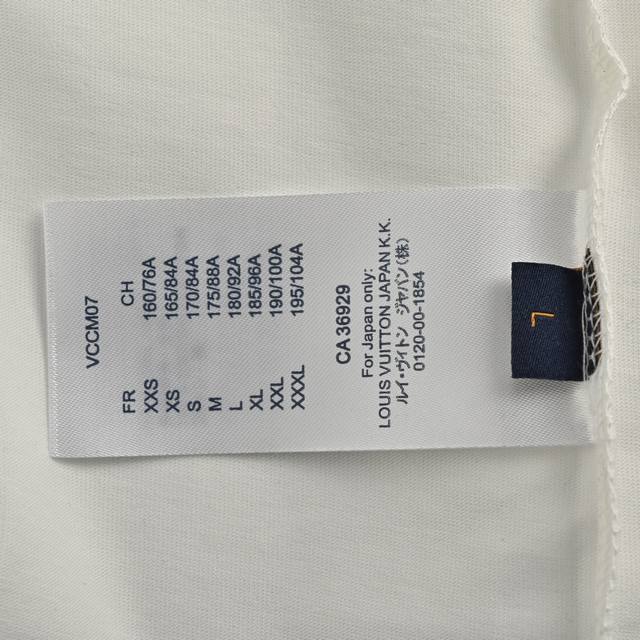 VCCM07
FR CH
XXS 160/76A
XS 165/84A
S 170/84A
M 175/88A
L 180/92A
XL 185/96A
XXL 190/100A
XXXL 195/104A
CA 36929
For Japan only:
LOUIS VUITTON JAPAN K.K.
ルイ・ヴィトン ジャパン(株)
0120-00-1854
L